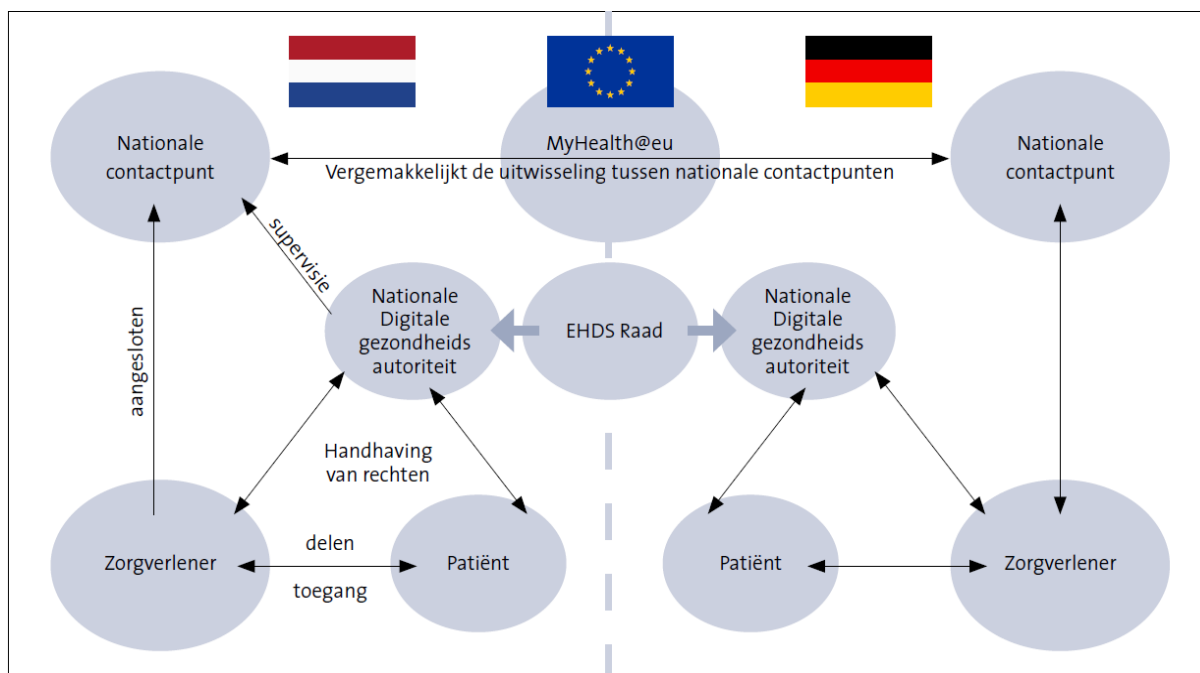 Nationale
contactpunt
MyHealth@eu
Vergemakkelijkt de uitwisseling tussen nationale contactpunten
Nationale
contactpunt
supervisie
aangesloten
Nationale
Digitale
gezondheids
autoriteit
EHDS Raad
Nationale
Digitale
gezondheids
autoriteit
Handhaving
van rechten
Zorgverlener
delen
toegang
Patiënt
Patiënt
Zorgverlener